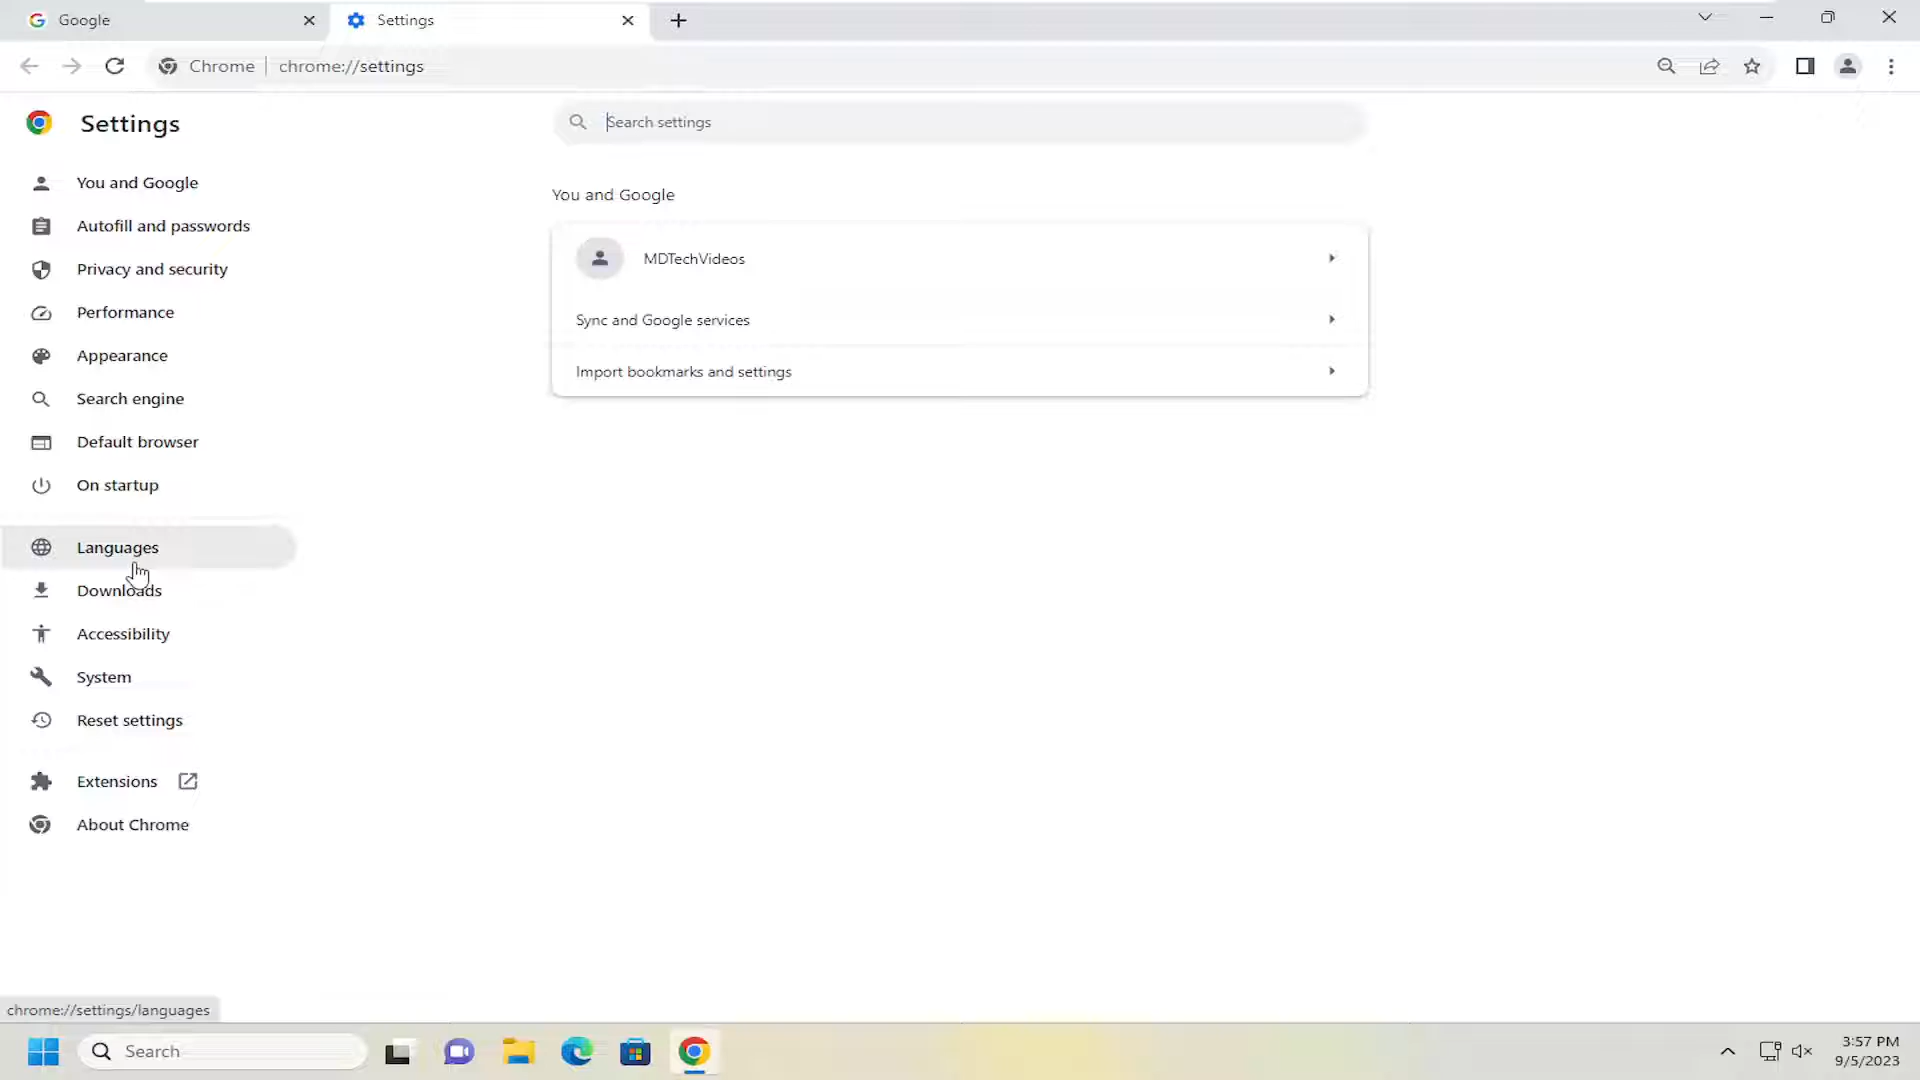 Google
Settings
Chrome
chrome://settings
Settings
Search settings
You and Google
Autofill and passwords
Privacy and security
Performance
Appearance
Search engine
Default browser
On startup
Languages
Downloads
Accessibility
System
Reset settings
Extensions
About Chrome
You and Google
MDTechVideos
Sync and Google services
Import bookmarks and settings
chrome://settings/languages
Search
3:57 PM
9/5/2023